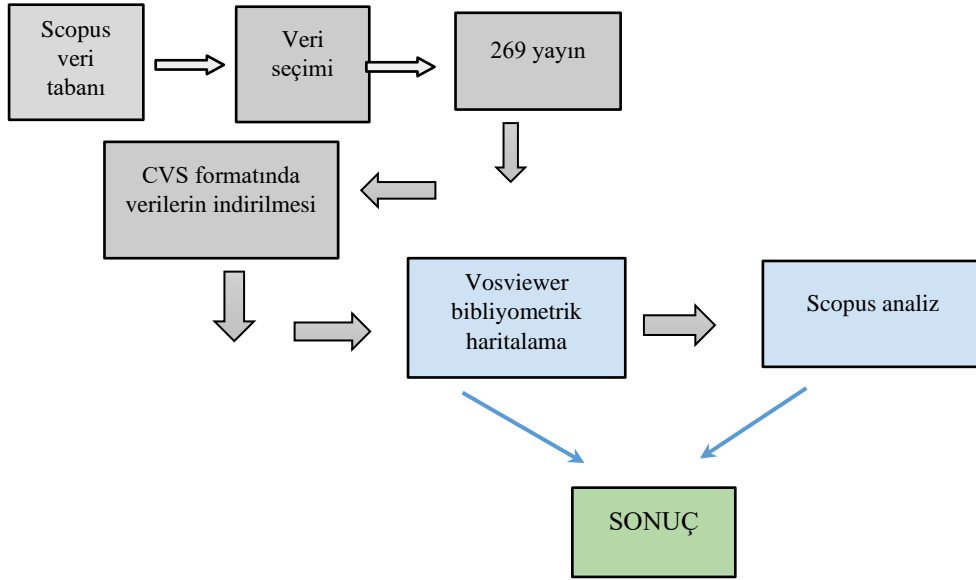 Scopus
veri
tabanı
Veri
seçimi
269 yayın
CVS formatında
verilerin indirilmesi
Vosviewer
bibliyometrik
haritalama
Scopus analiz
SONUÇ